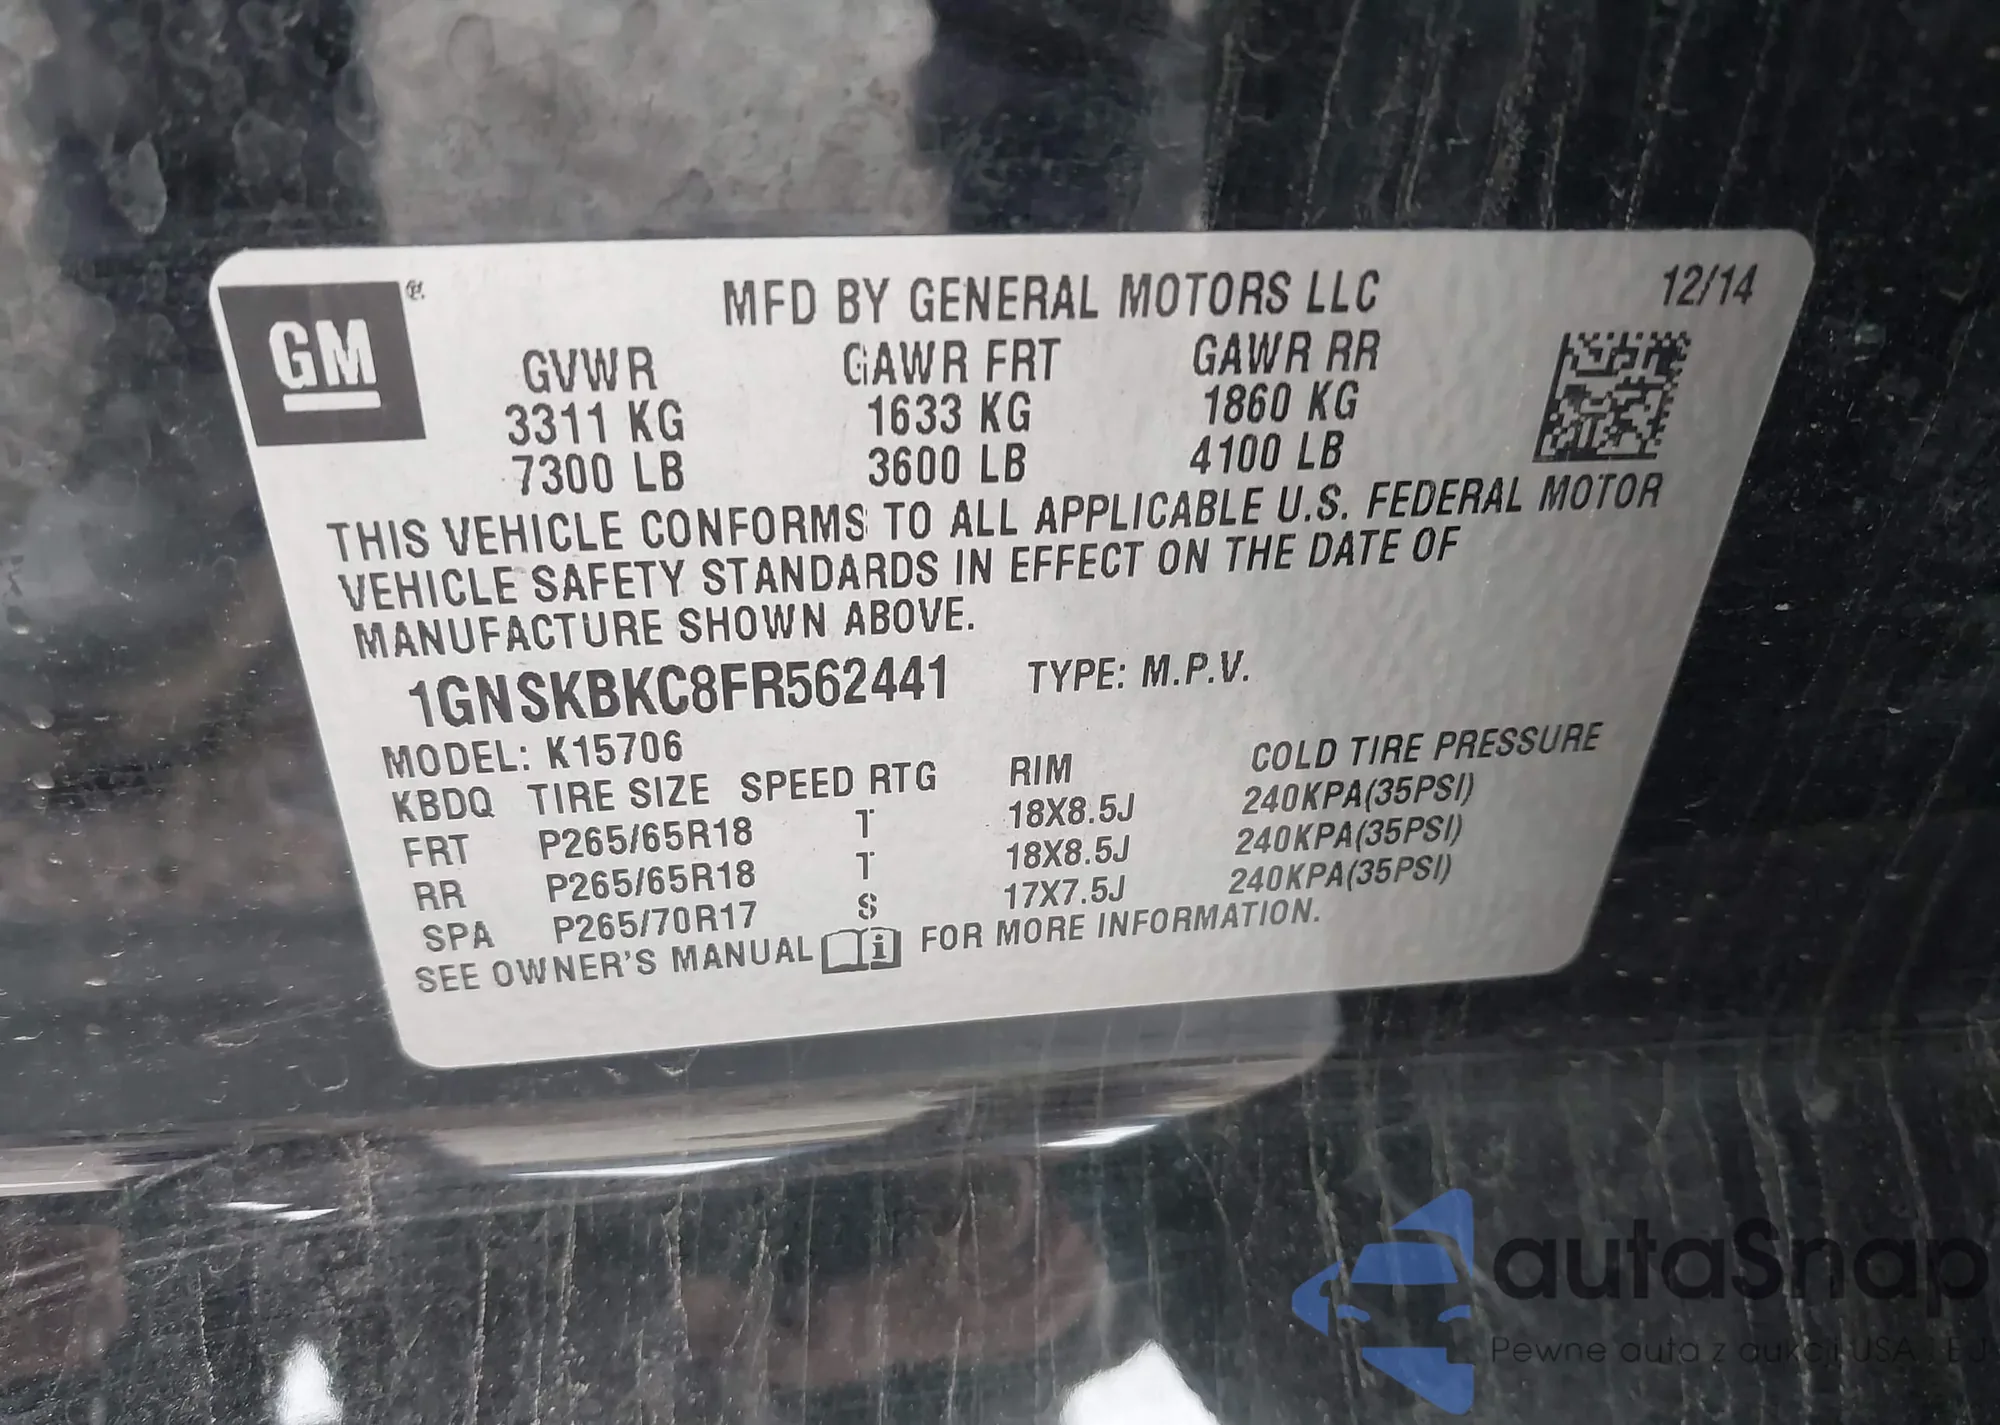 GM
MFD BY GENERAL MOTORS LLC 12/14
GVWR GAWR FRT GAWR RR
3311 KG 1633 KG 1860 KG
7300 LB 3600 LB 4100 LB
THIS VEHICLE CONFORMS TO ALL APPLICABLE U.S. FEDERAL MOTOR
VEHICLE SAFETY STANDARDS IN EFFECT ON THE DATE OF
MANUFACTURE SHOWN ABOVE.
1GNSKBKC8FR562441 TYPE: M.P.V.
MODEL: K15706
KBDQ TIRE SIZE SPEED RTG RIM COLD TIRE PRESSURE
FRT P265/65R18 T 18X8.5J 240KPA(35PSI)
RR P265/65R18 T 18X8.5J 240KPA(35PSI)
SPA P265/70R17 S 17X7.5J 240KPA(35PSI)
SEE OWNER'S MANUAL FOR MORE INFORMATION.
autaSnap
Pewne auta z aukcji USA